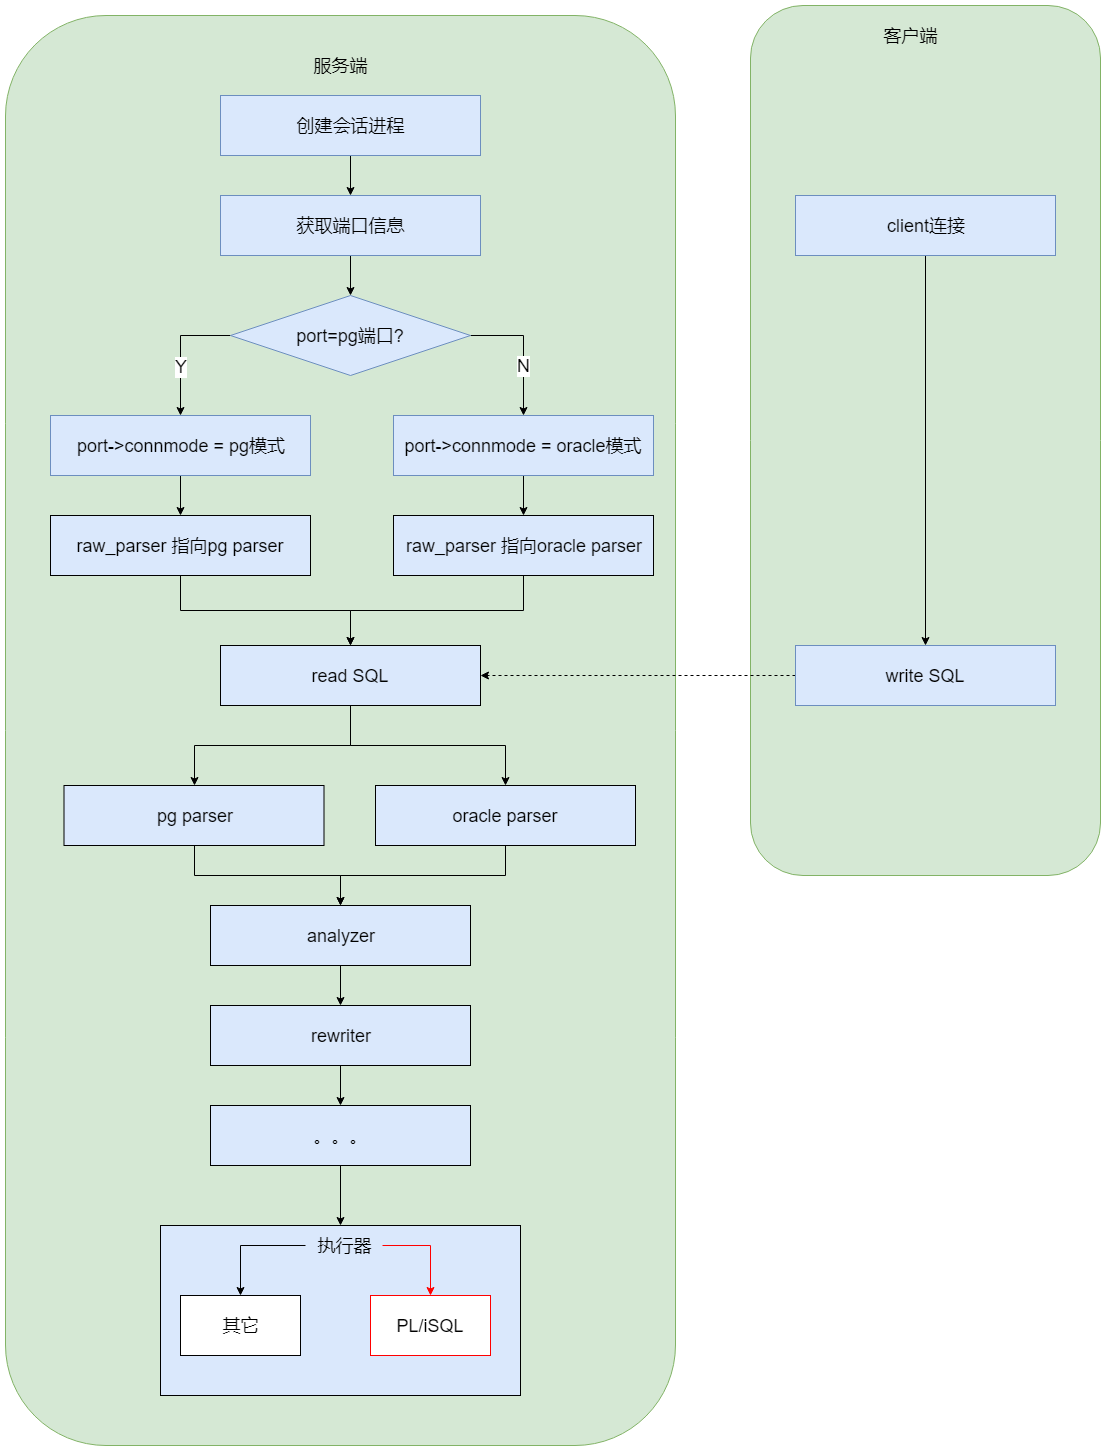 服务端
创建会话进程
获取端口信息
port=pg端口?
Y
N
port->connmode = pg模式
port->connmode = oracle模式
raw_parser 指向pg parser
raw_parser 指向oracle parser
read SQL
pg parser
oracle parser
analyzer
rewriter
。。。
执行器
其它
PL/iSQL
客户端
client连接
write SQL